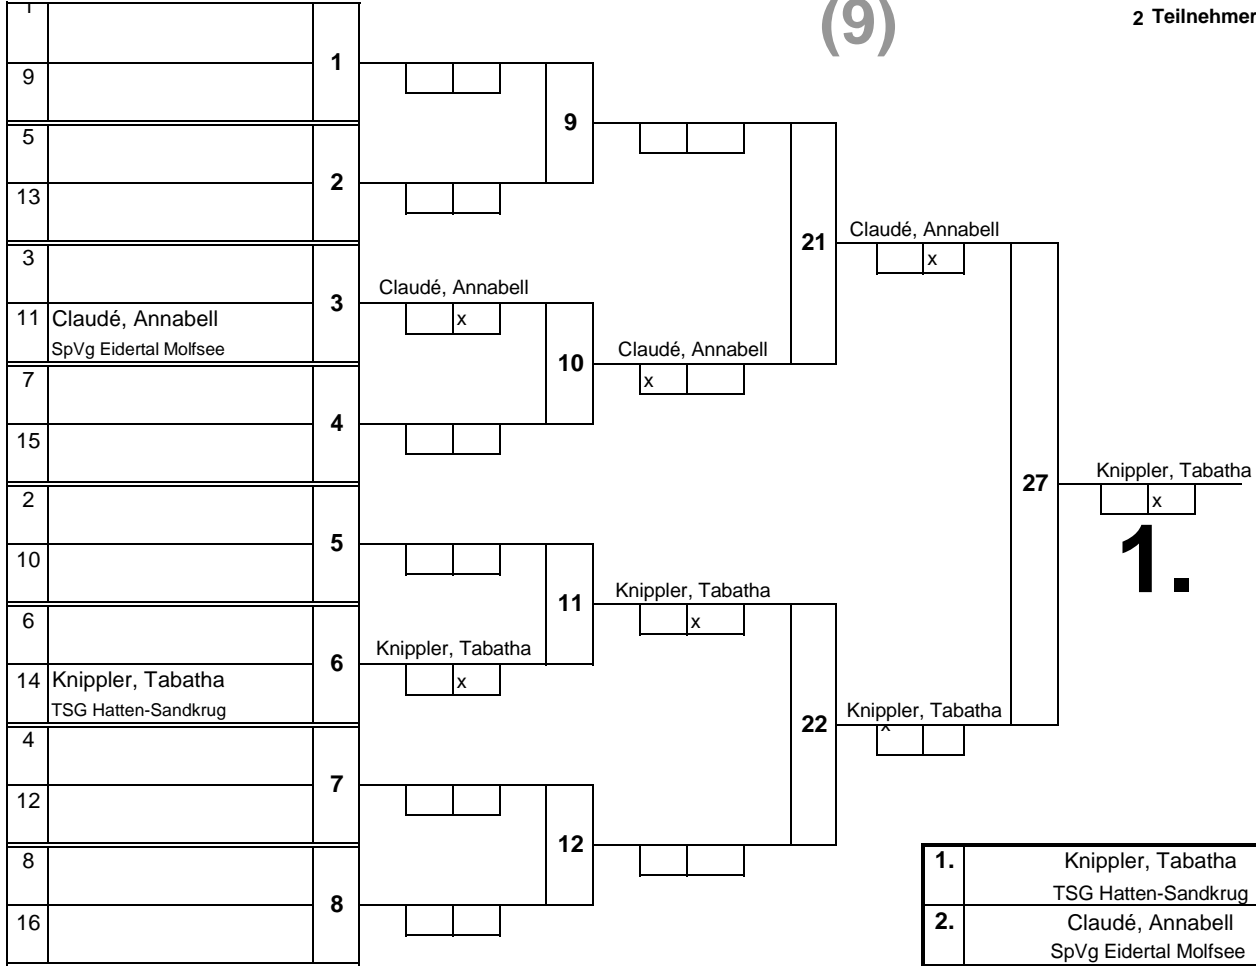 (9)
2 Teilnehmer
1
1
9
9
5
2
13
21
Claudé, Annabell
x
3
3
Claudé, Annabell
x
11 Claudé, Annabell
SpVg Eidertal Molfsee
10
Claudé, Annabell
x
7
4
15
27
Knippler, Tabatha
x
1.
2
5
10
11
Knippler, Tabatha
x
6
6
Knippler, Tabatha
x
14 Knippler, Tabatha
TSG Hatten-Sandkrug
22
Knippler, Tabatha
x
4
7
12
12
8
8
16
1. Knippler, Tabatha
TSG Hatten-Sandkrug
2. Claudé, Annabell
SpVg Eidertal Molfsee